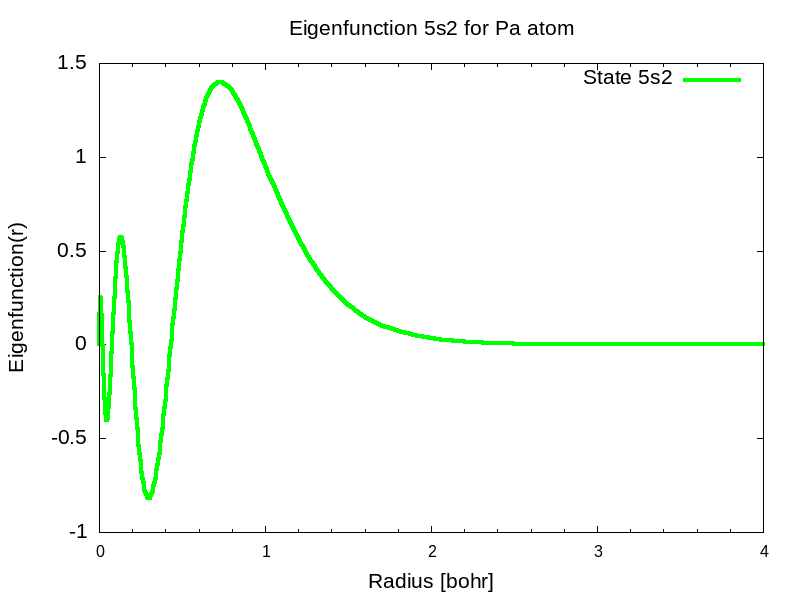 Eigenfunction 5s2 for Pa atom
State 5s2
1.5
1
0.5
0
-0.5
-1
Eigenfunction(r)
0 1 2 3 4
Radius [bohr]